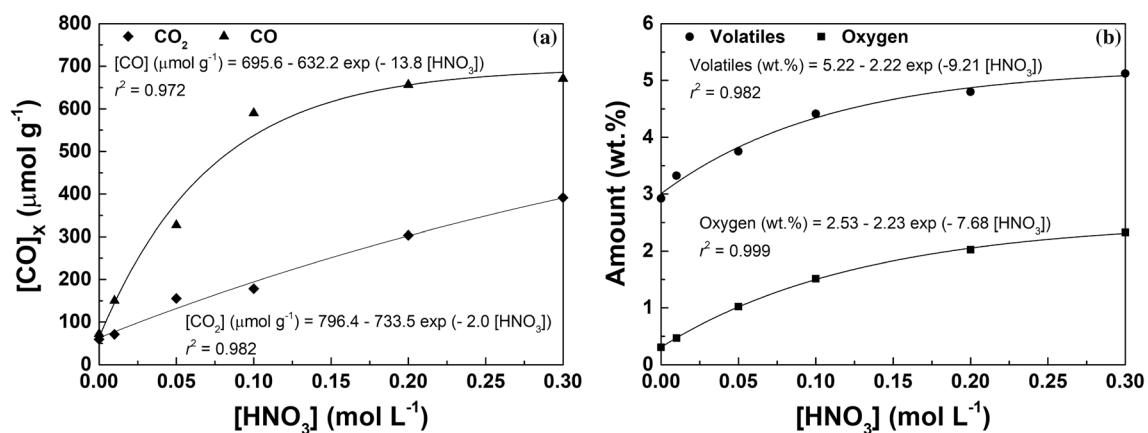 CO₂ CO (a)
[CO] (μmol g⁻¹) = 695.6 - 632.2 exp (- 13.8 [HNO₃])
r² = 0.972
[CO₂] (μmol g⁻¹) = 796.4 - 733.5 exp (- 2.0 [HNO₃])
r² = 0.982
800
700
600
500
400
300
200
100
0
[CO]ₓ (μmol g⁻¹)
0.00 0.05 0.10 0.15 0.20 0.25 0.30
[HNO₃] (mol L⁻¹)
Volatiles Oxygen (b)
Volatiles (wt.%) = 5.22 - 2.22 exp (-9.21 [HNO₃])
r² = 0.982
Oxygen (wt.%) = 2.53 - 2.23 exp (- 7.68 [HNO₃])
r² = 0.999
6
5
4
3
2
1
0
Amount (wt.%)
0.00 0.05 0.10 0.15 0.20 0.25 0.30
[HNO₃] (mol L⁻¹)